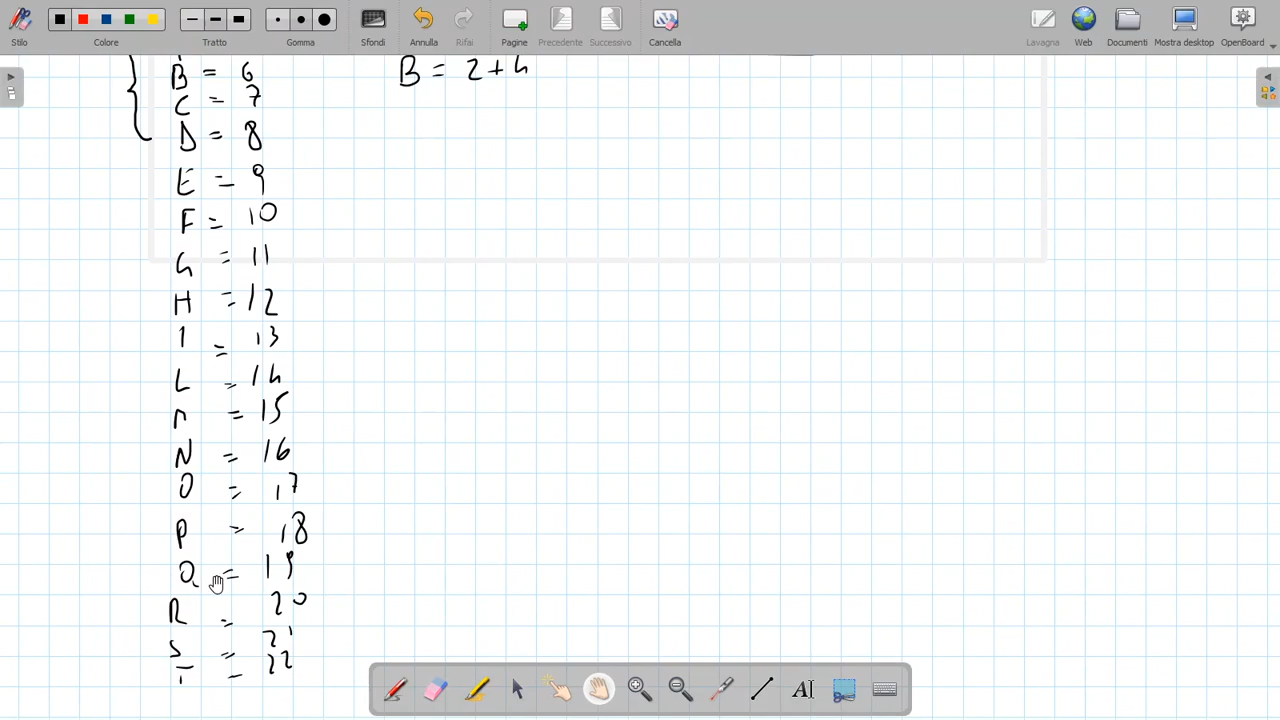 Stilo
Colore
Tratto
Gomma
Sfondi
Annulla
Rifai
Pagine
Precedente
Successivo
Cancella
Lavagna
Web
Documenti
Mostra desktop
OpenBoard
B = 6
B = 2 + 4
C = 7
D = 8
E = 9
F = 10
G = 11
H = 12
I = 13
L = 14
M = 15
N = 16
O = 17
P = 18
Q = 19
R = 20
S = 21
T = 22